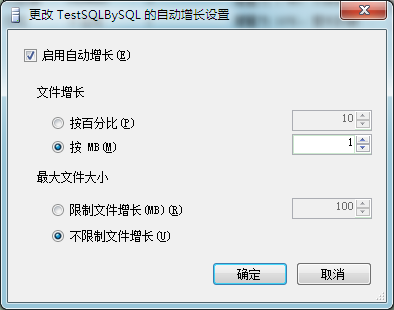 更改 TestSQLBySQL 的自动增长设置
启用自动增长(E)
文件增长
按百分比(P) 10
按 MB(M) 1
最大文件大小
限制文件增长(MB)(R) 100
不限制文件增长(U)
确定 取消